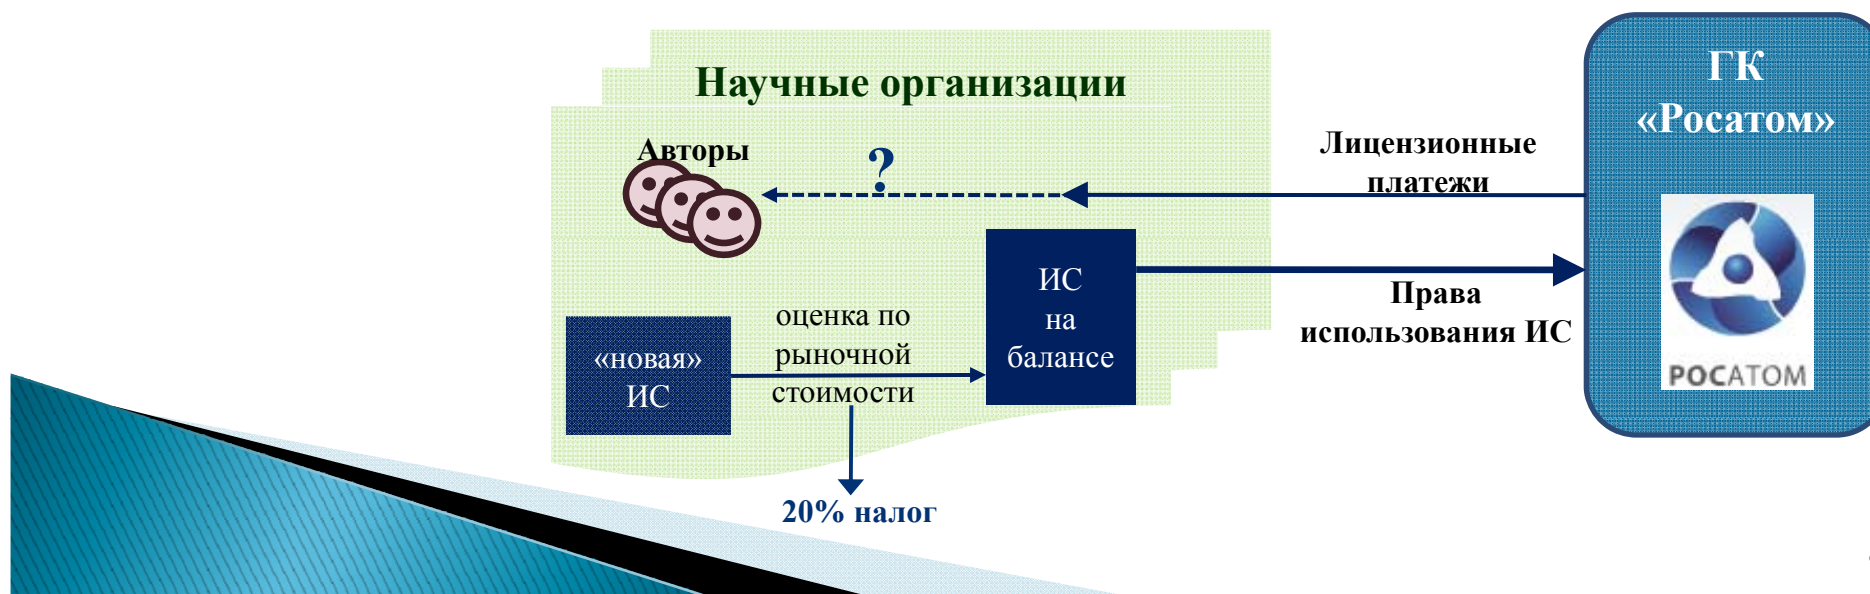 Научные организации
Авторы
?
«новая»
ИС
оценка по
рыночной
стоимости
20% налог
ИС
на
балансе
Лицензионные
платежи
Права
использования ИС
ГК
«Росатом»
РОСАТОМ